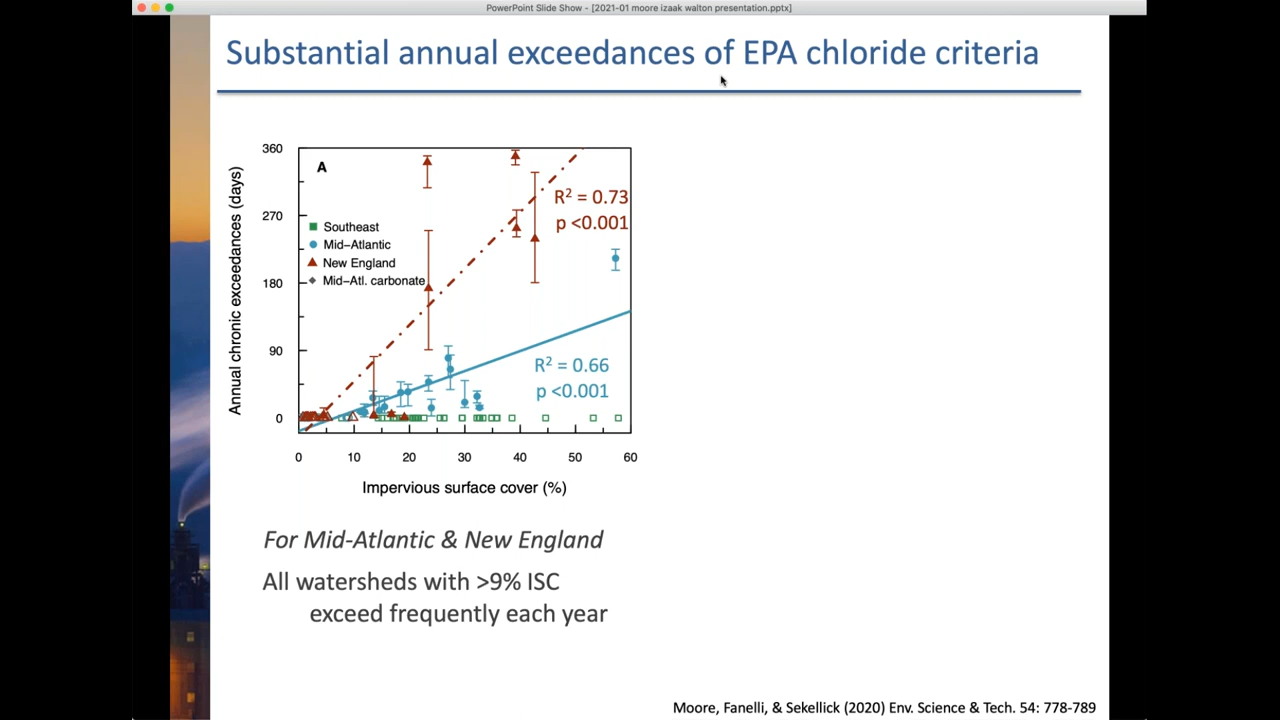 PowerPoint Slide Show - [2021-01 moore izaak walton presentation.pptx]
Substantial annual exceedances of EPA chloride criteria
A
360
270
180
90
0
Annual chronic exceedances (days)
Southeast
Mid−Atlantic
New England
Mid−Atl. carbonate
R² = 0.73
p <0.001
R² = 0.66
p <0.001
0 10 20 30 40 50 60
Impervious surface cover (%)
For Mid-Atlantic & New England
All watersheds with >9% ISC
exceed frequently each year
Moore, Fanelli, & Sekellick (2020) Env. Science & Tech. 54: 778-789